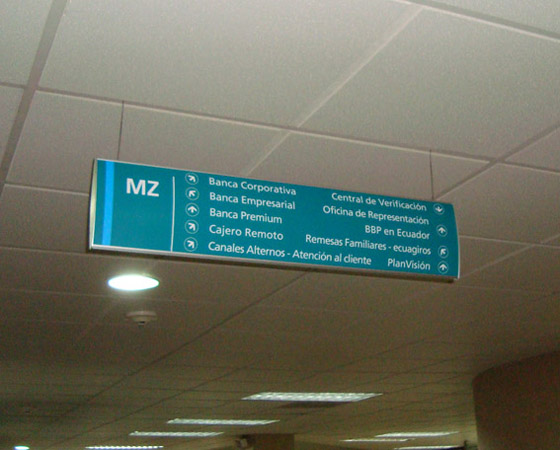 MZ
Banca Corporativa
Banca Empresarial
Banca Premium
Cajero Remoto
Canales Alternos - Atención al cliente
Central de Verificación
Oficina de Representación
BBP en Ecuador
Remesas Familiares - ecuagiros
PlanVisión